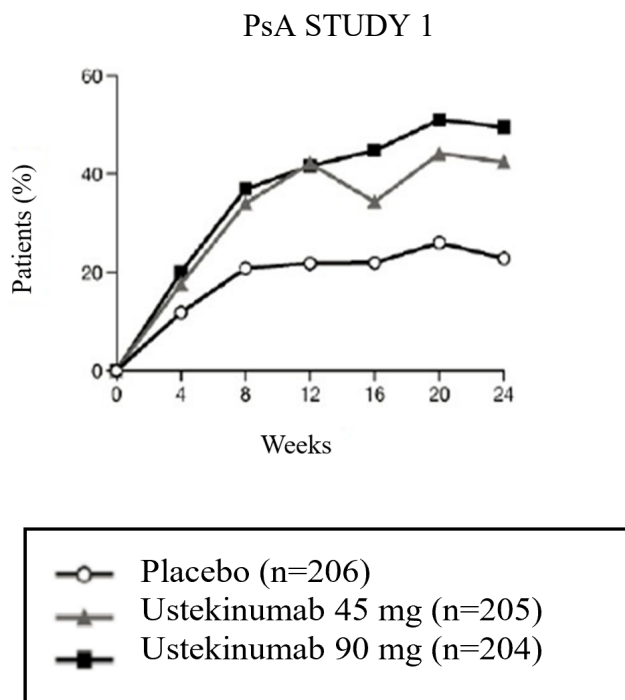 PsA STUDY 1
60
40
20
0
Patients (%)
0 4 8 12 16 20 24
Weeks
Placebo (n=206)
Ustekinumab 45 mg (n=205)
Ustekinumab 90 mg (n=204)